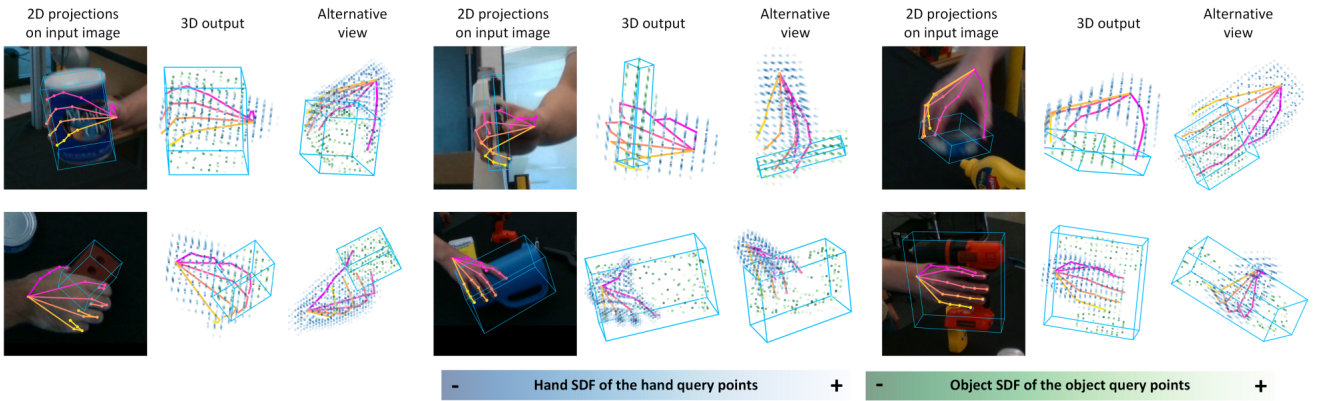 2D projections
on input image
3D output
Alternative
view
2D projections
on input image
3D output
Alternative
view
2D projections
on input image
3D output
Alternative
view
- Hand SDF of the hand query points +
- Object SDF of the object query points +